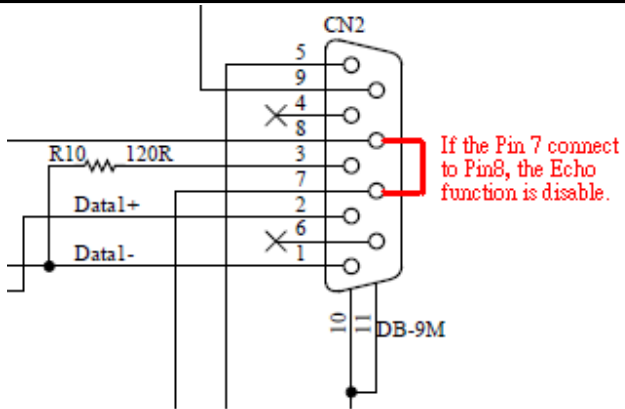 CN2
5
9
4
8
R10 120R 3
7
Data1+ 2
6
Data1- 1
If the Pin 7 connect
to Pin8, the Echo
function is disable.
10
11
DB-9M